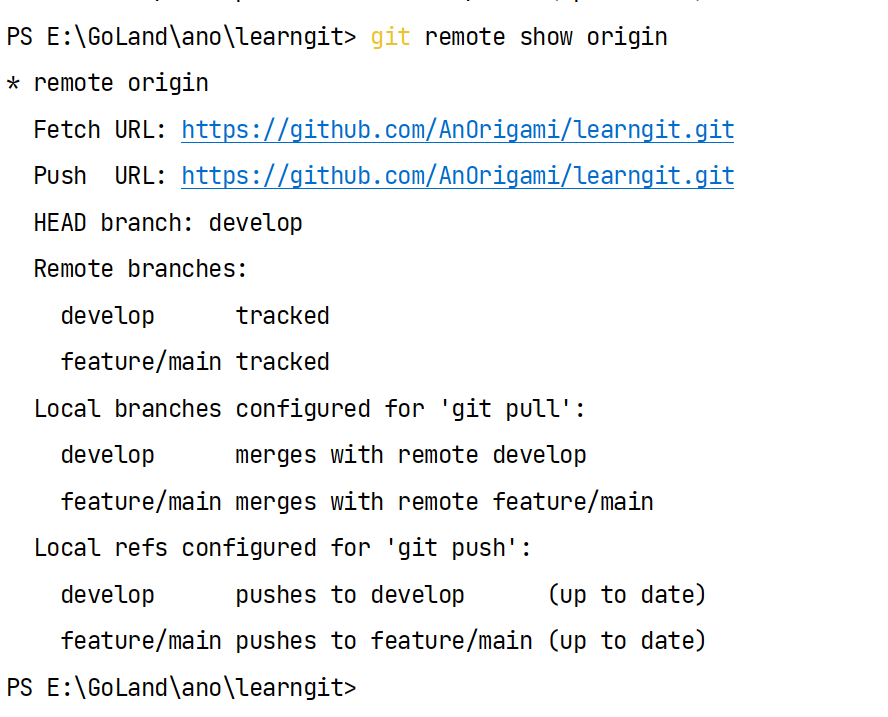 PS E:\GoLand\ano\learngit> git remote show origin
* remote origin
  Fetch URL: https://github.com/AnOrigami/learngit.git
  Push  URL: https://github.com/AnOrigami/learngit.git
  HEAD branch: develop
  Remote branches:
    develop      tracked
    feature/main tracked
  Local branches configured for 'git pull':
    develop      merges with remote develop
    feature/main merges with remote feature/main
  Local refs configured for 'git push':
    develop      pushes to develop      (up to date)
    feature/main pushes to feature/main (up to date)
PS E:\GoLand\ano\learngit>